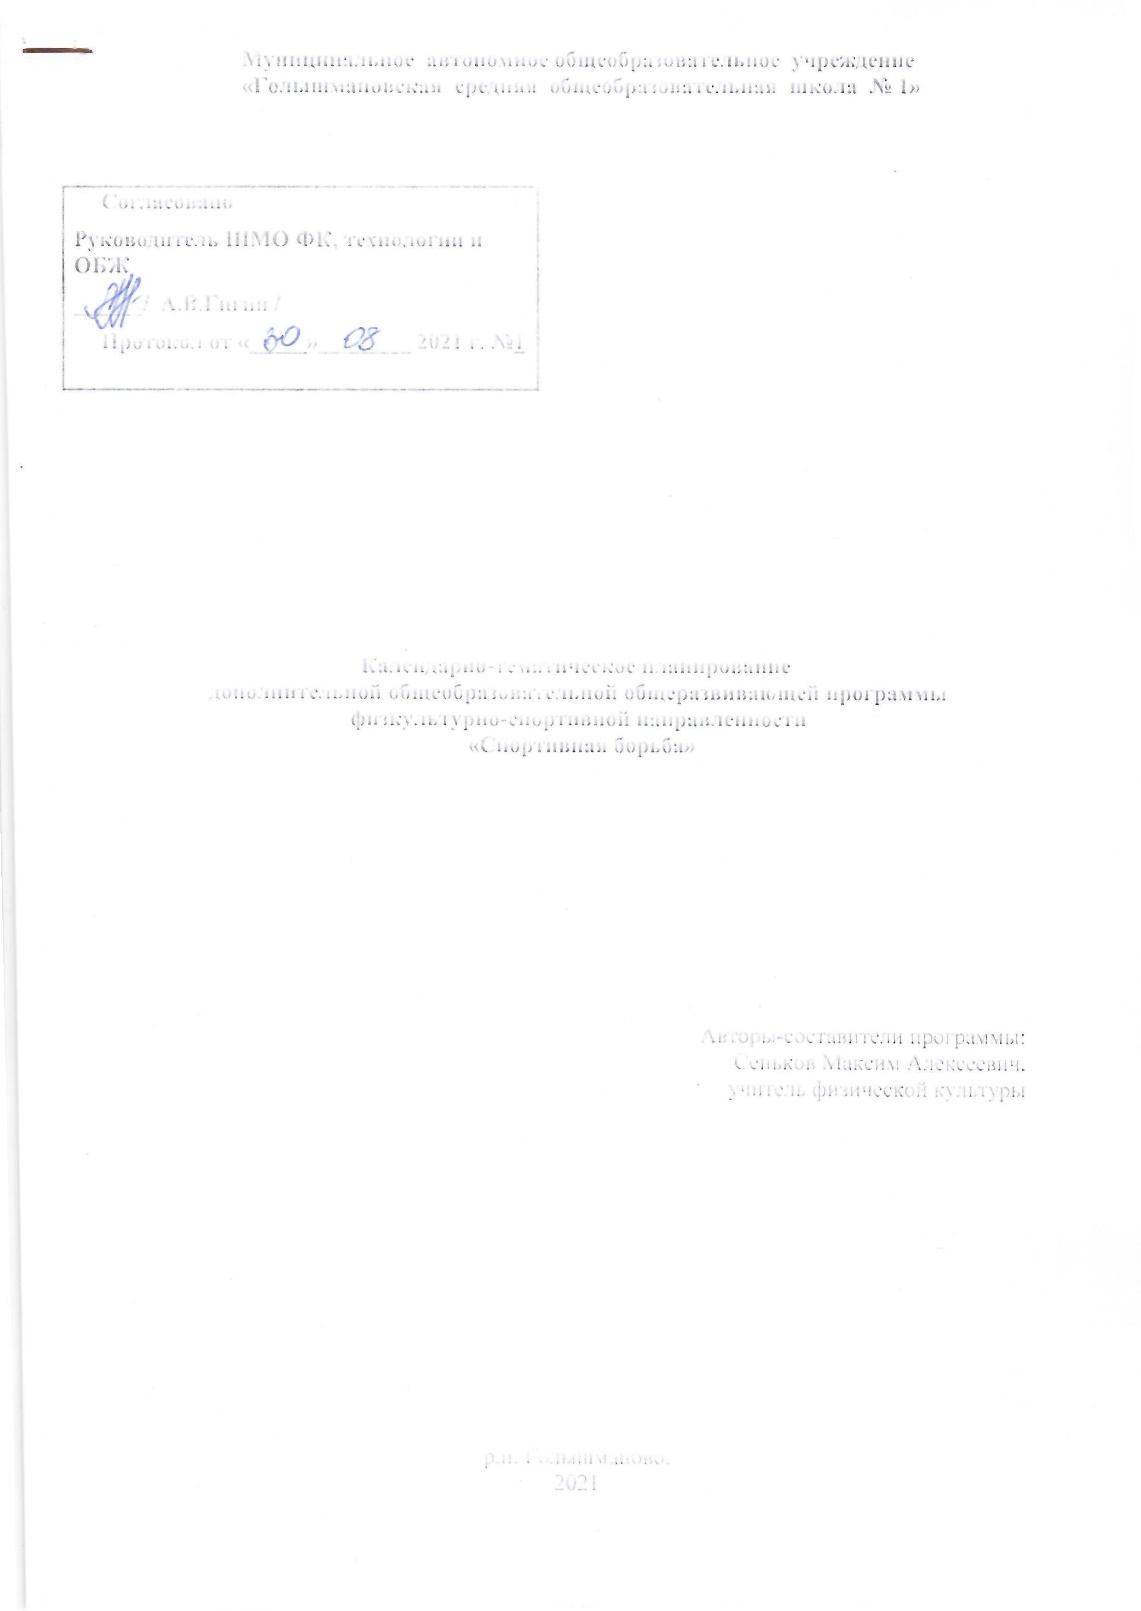 Муниципальное автономное общеобразовательное учреждение
«Голышмановская средняя общеобразовательная школа № 1»
Согласовано
Руководитель ШМО ФК, технологии и
ОБЖ
/ А.В.Гигин /
Протокол от « 30 » 08 2021 г. №1
Календарно-тематическое планирование
дополнительной общеобразовательной общеразвивающей программы
физкультурно-спортивной направленности
«Спортивная борьба»
Авторы-составители программы:
Сеньков Максим Алексеевич,
учитель физической культуры
р.п. Голышманово,
2021